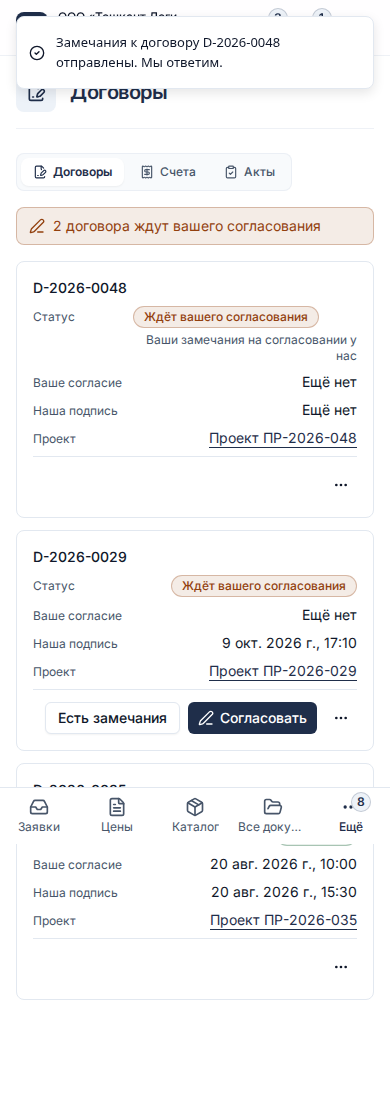 Замечания к договору D-2026-0048
отправлены. Мы ответим.
Договоры
Договоры
Счета
Акты
2 договора ждут вашего согласования
D-2026-0048
Статус
Ждёт вашего согласования
Ваши замечания на согласовании у
нас
Ваше согласие
Ещё нет
Наша подпись
Ещё нет
Проект
Проект ПР-2026-048
D-2026-0029
Статус
Ждёт вашего согласования
Ваше согласие
Ещё нет
Наша подпись
9 окт. 2026 г., 17:10
Проект
Проект ПР-2026-029
Есть замечания
Согласовать
8
Заявки
Цены
Каталог
Все доку...
Ещё
Ваше согласие
20 авг. 2026 г., 10:00
Наша подпись
20 авг. 2026 г., 15:30
Проект
Проект ПР-2026-035